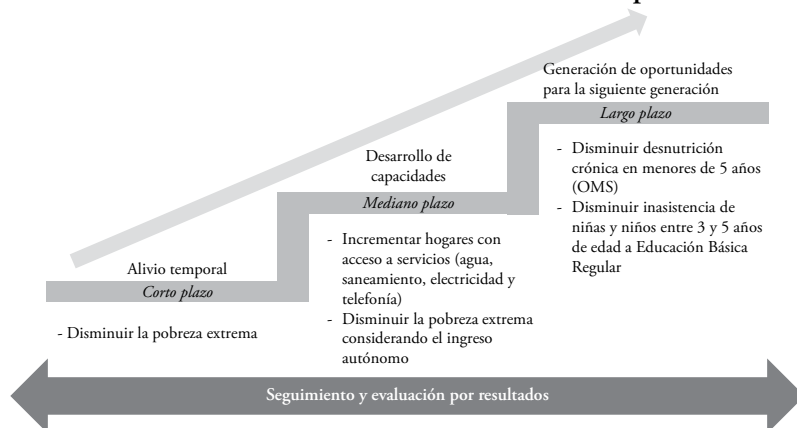 Alivio temporal
Corto plazo
- Disminuir la pobreza extrema
Desarrollo de
capacidades
Mediano plazo
- Incrementar hogares con
acceso a servicios (agua,
saneamiento, electricidad y
telefonía)
- Disminuir la pobreza extrema
considerando el ingreso
autónomo
Generación de oportunidades
para la siguiente generación
Largo plazo
- Disminuir desnutrición
crónica en menores de 5 años
(OMS)
- Disminuir inasistencia de
niñas y niños entre 3 y 5 años
de edad a Educación Básica
Regular
Seguimiento y evaluación por resultados